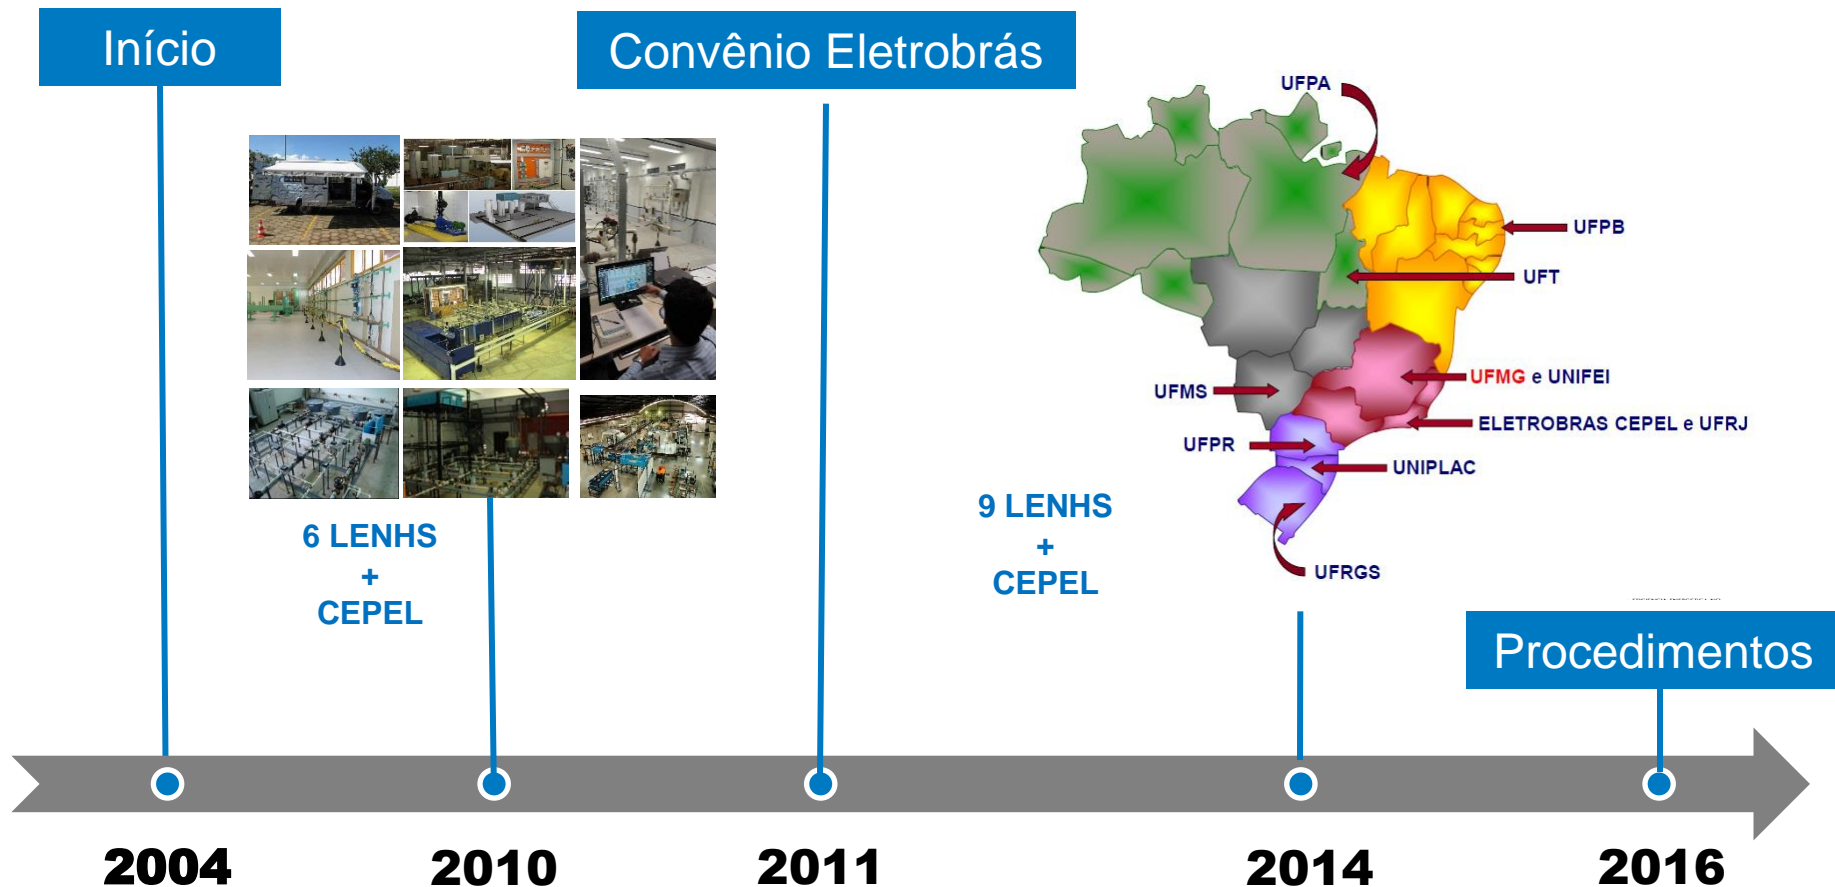 Início
Convênio Eletrobrás
UFPA
UFPB
UFT
UFMG e UNIFEI
UFMS
ELETROBRAS CEPEL e UFRJ
UFPR
UNIPLAC
UFRGS
6 LENHS
+
CEPEL
9 LENHS
+
CEPEL
Procedimentos
2004
2010
2011
2014
2016